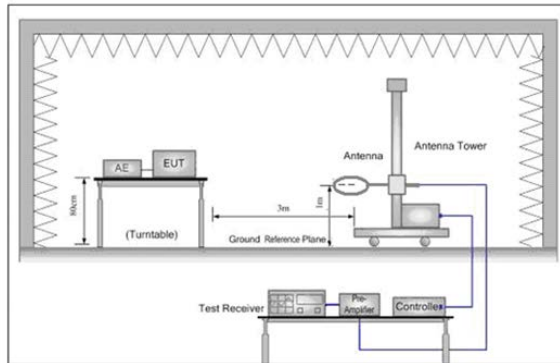 Antenna Tower
Antenna
AE
EUT
80cm
(Turntable)
3m
1m
Ground Reference Plane
Test Receiver
Pre-
Amplifier
Controller